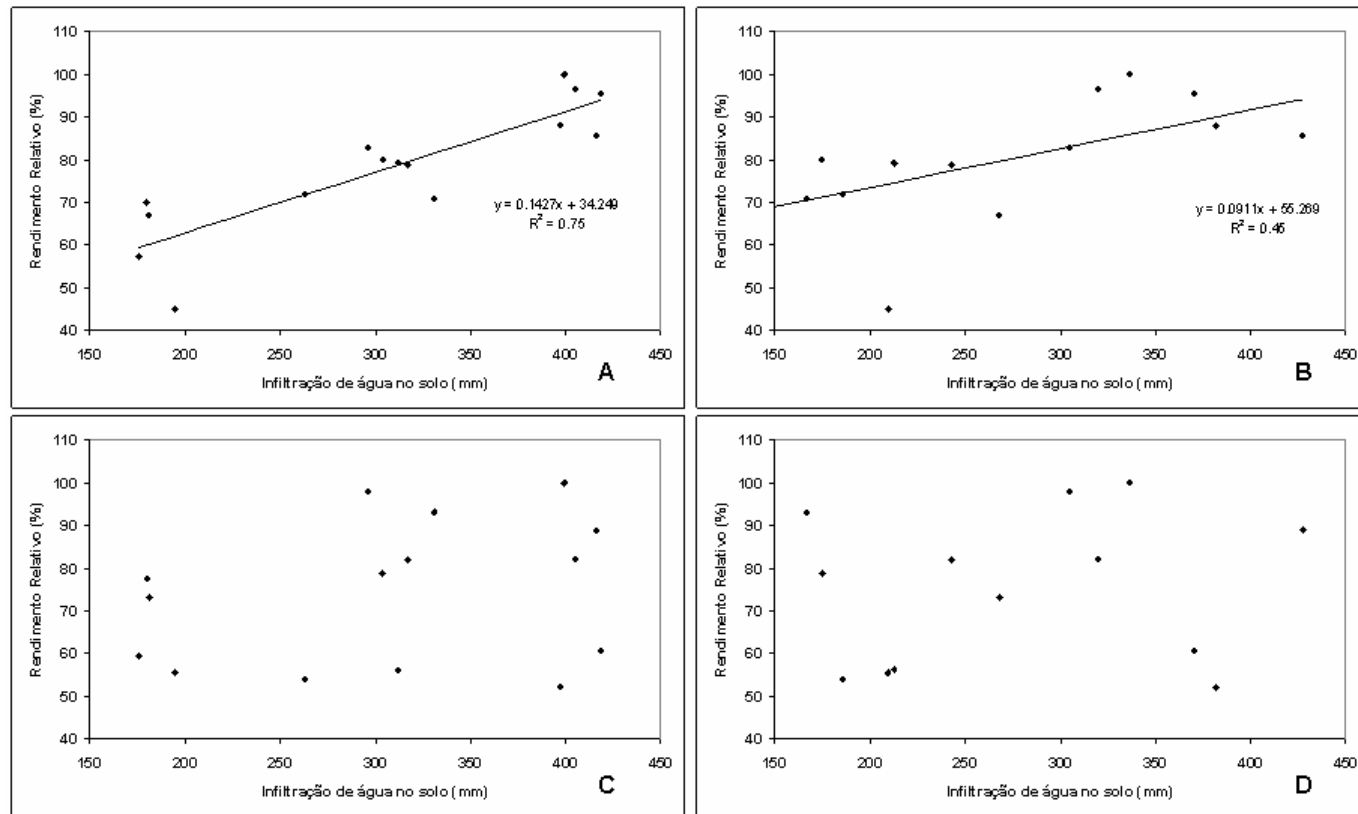 110
100
90
80
70
60
50
40
Rendimento Relativo (%)
y = 0.1427x + 34.249
R² = 0.75
150 200 250 300 350 400 450
Infiltração de água no solo (mm)
A
110
100
90
80
70
60
50
40
Rendimento Relativo (%)
y = 0.0911x + 55.269
R² = 0.45
150 200 250 300 350 400 450
Infiltração de água no solo (mm)
B
110
100
90
80
70
60
50
40
Rendimento Relativo (%)
150 200 250 300 350 400 450
Infiltração de água no solo (mm)
C
110
100
90
80
70
60
50
40
Rendimento Relativo (%)
150 200 250 300 350 400 450
Infiltração de água no solo (mm)
D